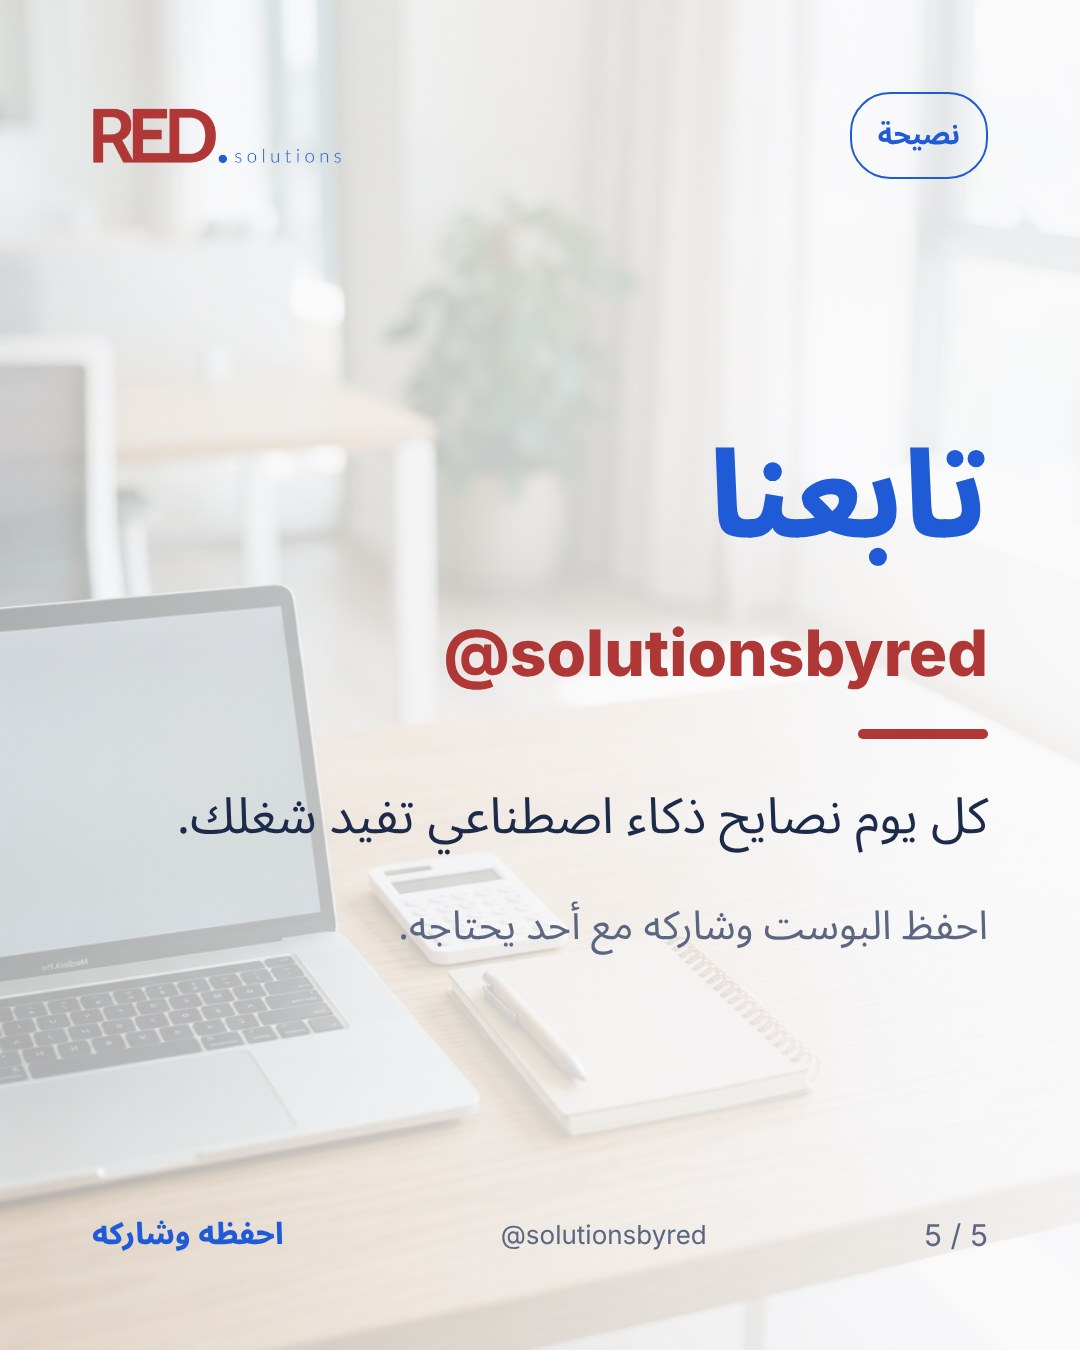 RED.solutions
نصيحة
تابعنا
@solutionsbyred
كل يوم نصايح ذكاء اصطناعي تفيد شغلك.
احفظ البوست وشاركه مع أحد يحتاجه.
احفظه وشاركه
@solutionsbyred
5 / 5